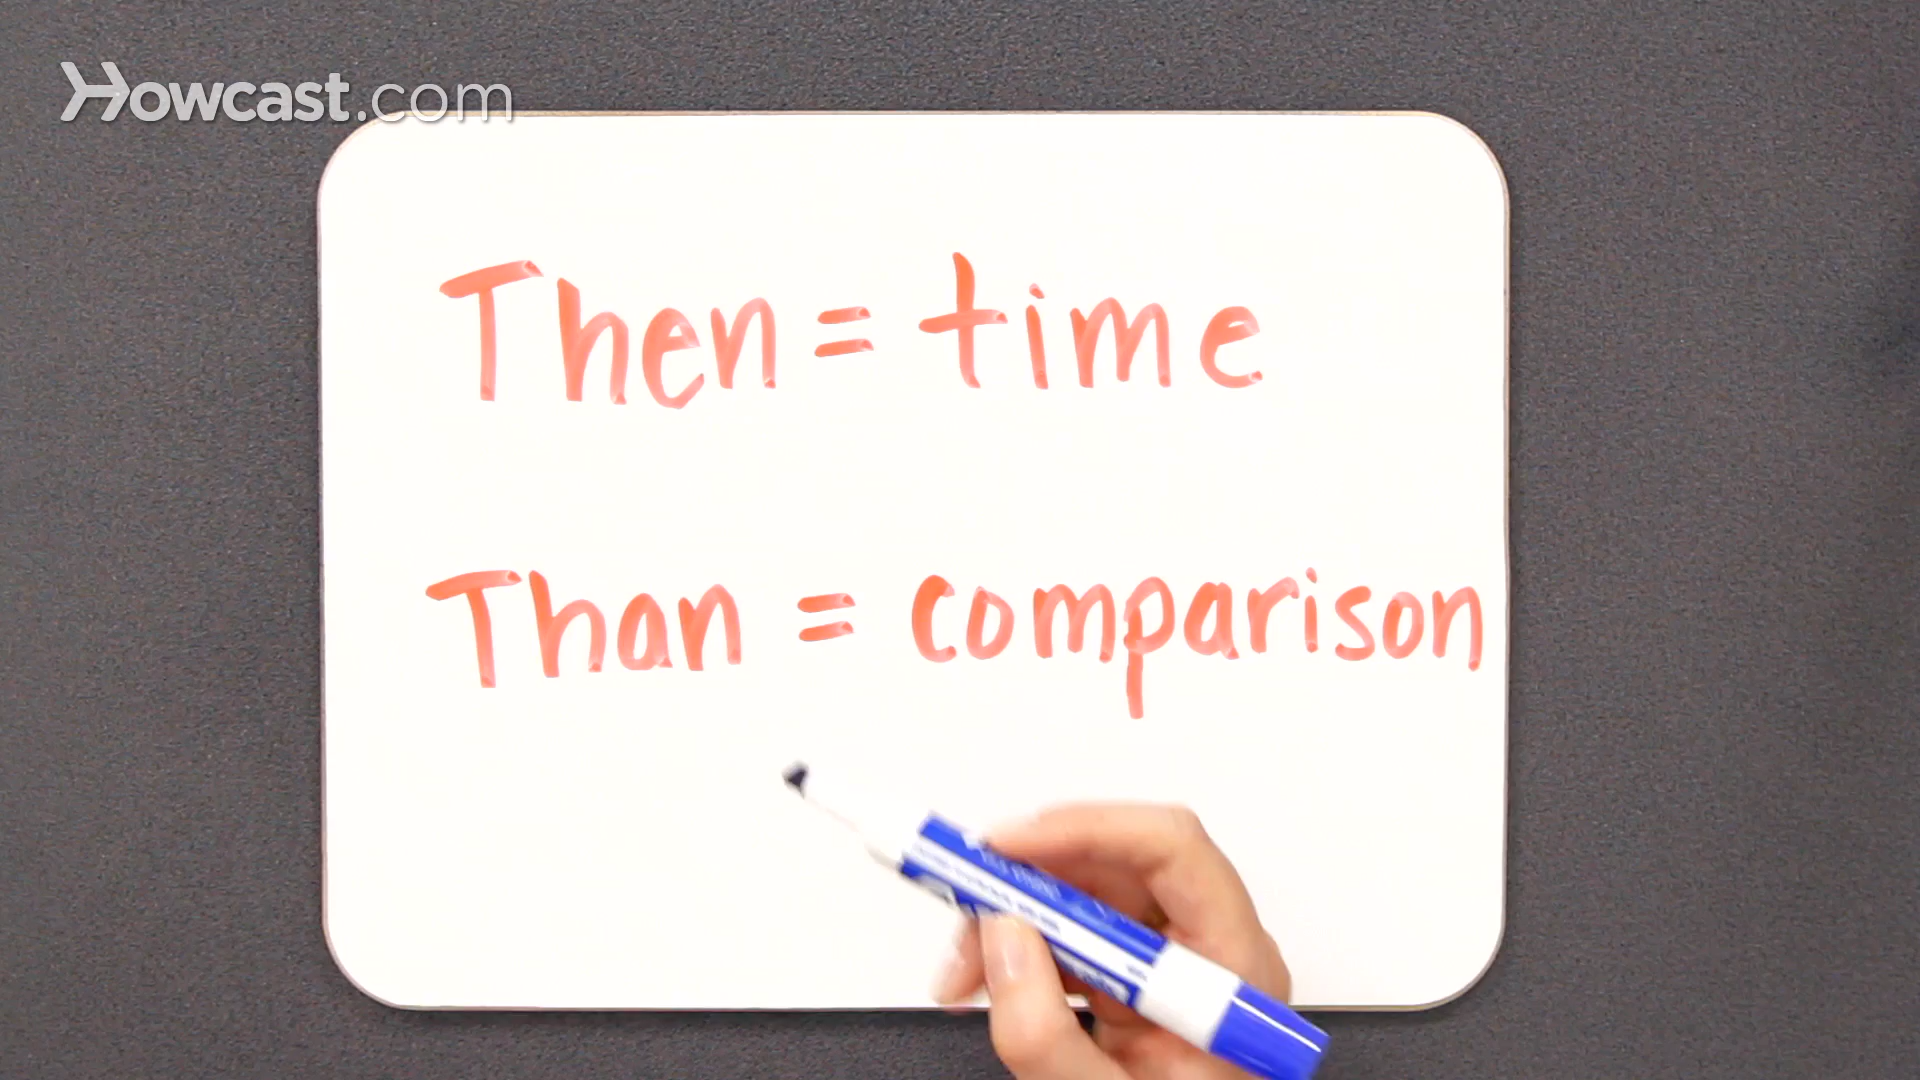 Howcast.com
Then = time
Than = comparison